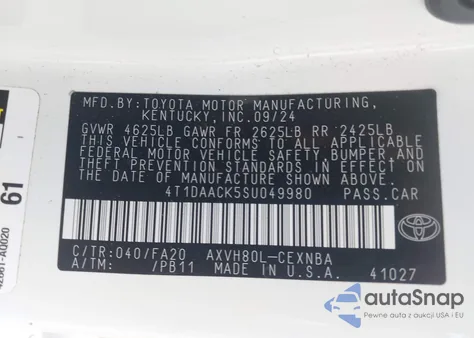 MFD. BY: TOYOTA MOTOR MANUFACTURING,
KENTUCKY, INC. 09/24
GVWR 4625LB GAWR FR 2625LB RR 2425LB
THIS VEHICLE CONFORMS TO ALL APPLICABLE
FEDERAL MOTOR VEHICLE SAFETY, BUMPER, AND
THEFT PREVENTION STANDARDS IN EFFECT ON
THE DATE OF MANUFACTURE SHOWN ABOVE.
4T1DAACK5SU049980 PASS.CAR
C/TR:040/FA20 AXVH80L-CEXNBA
A/TM: /PB11 MADE IN U.S.A. 41027
TOYOTA
61
autoSnap
Pewne auta z aukcji USA i EU